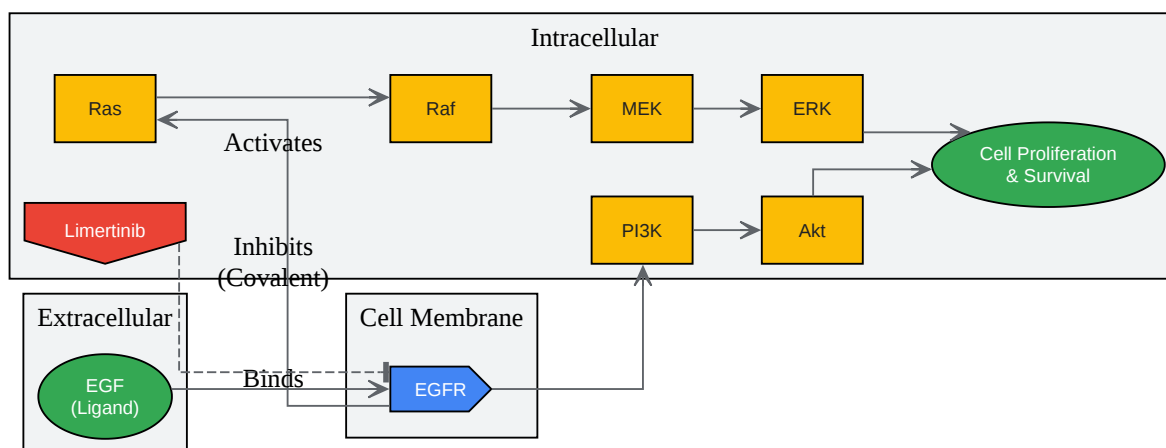 Intracellular
Ras
Raf
MEK
ERK
Activates
Cell Proliferation
& Survival
Limertinib
PI3K
Akt
Inhibits
(Covalent)
Extracellular
Cell Membrane
EGF
(Ligand)
Binds
EGFR